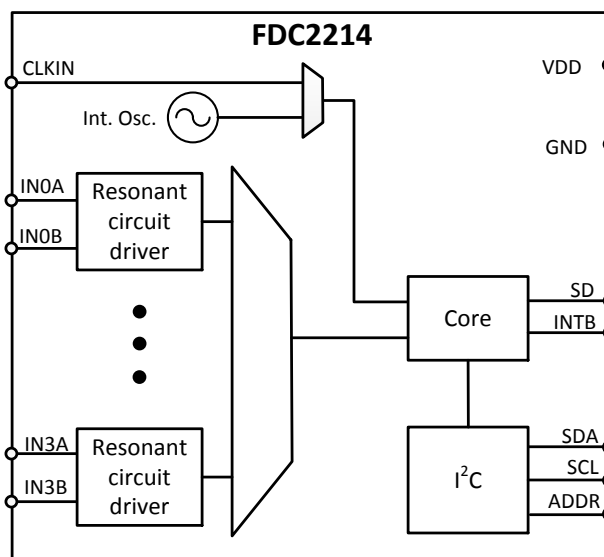 FDC2214
CLKIN
VDD
Int. Osc.
GND
IN0A
Resonant
circuit
driver
IN0B
Core
SD
INTB
IN3A
Resonant
circuit
driver
IN3B
I²C
SDA
SCL
ADDR